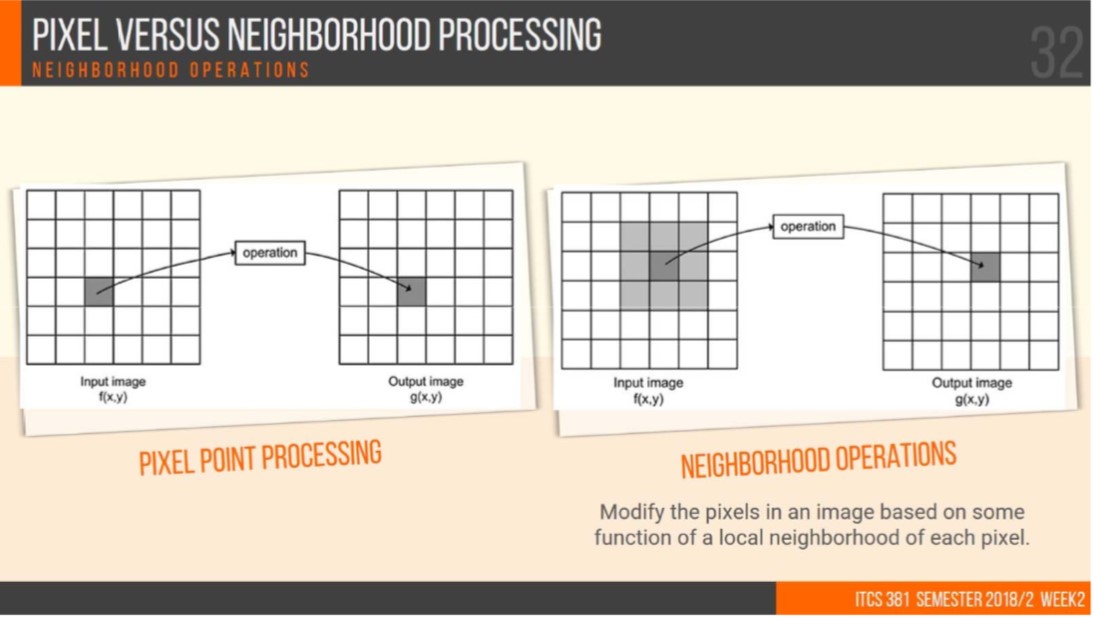 PIXEL VERSUS NEIGHBORHOOD PROCESSING
NEIGHBORHOOD OPERATIONS
32
operation
Input image
f(x,y)
Output image
g(x,y)
PIXEL POINT PROCESSING
operation
Input image
f(x,y)
Output image
g(x,y)
NEIGHBORHOOD OPERATIONS
Modify the pixels in an image based on some
function of a local neighborhood of each pixel.
ITCS 381 SEMESTER 2018/2 WEEK2